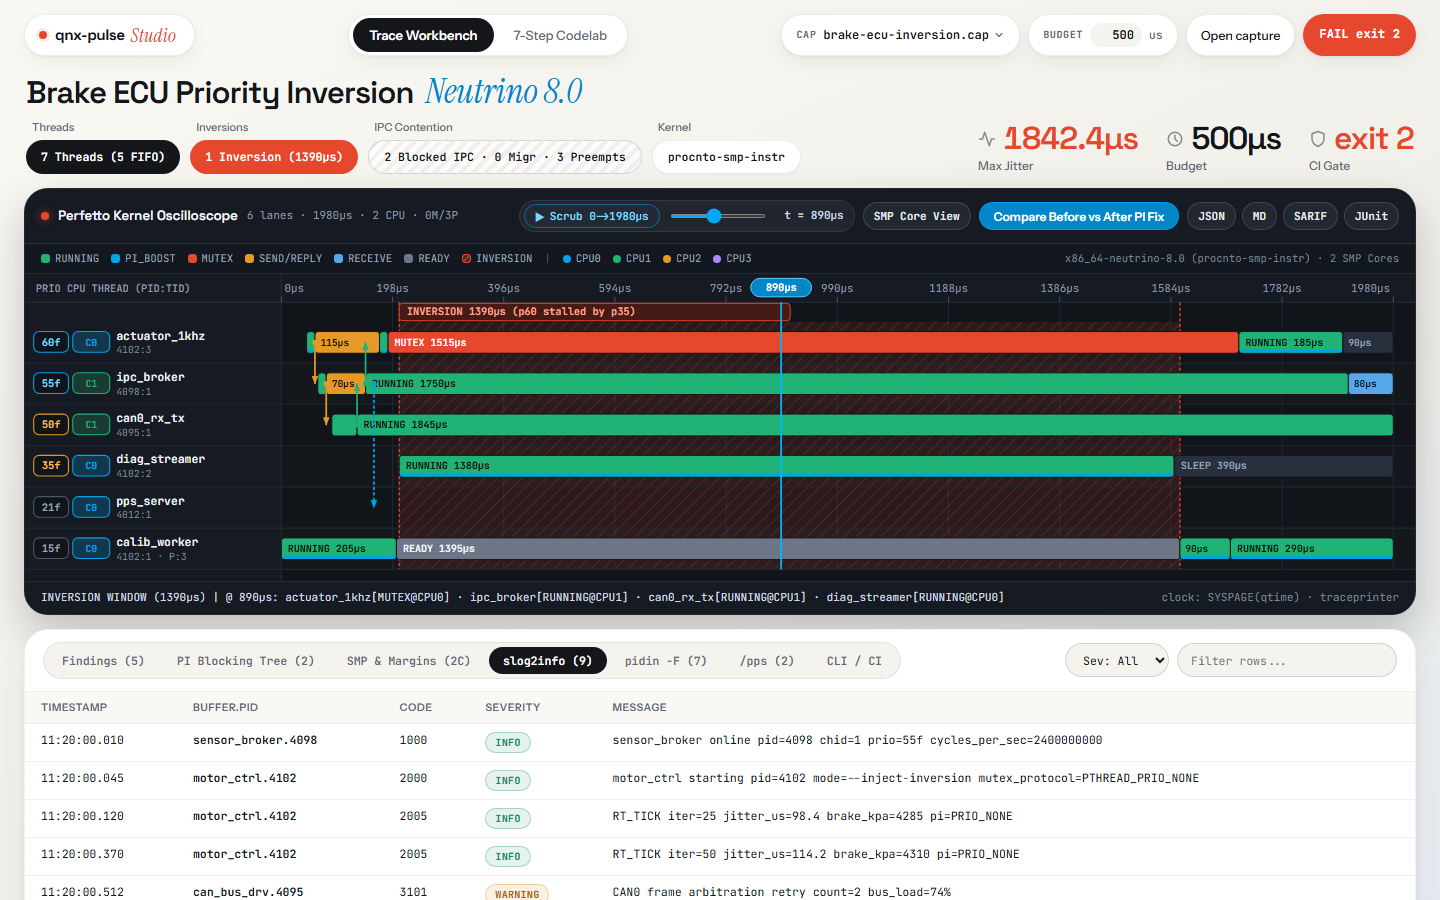 qnx-pulse Studio
Trace Workbench
7-Step Codelab
CAP brake-ecu-inversion.cap
BUDGET 500 us
Open capture
FAIL exit 2
Brake ECU Priority Inversion Neutrino 8.0
Threads
Inversions
IPC Contention
Kernel
7 Threads (5 FIFO)
1 Inversion (1390µs)
2 Blocked IPC · 0 Migr · 3 Preempts
procnto-smp-instr
1842.4µs
Max Jitter
500µs
Budget
exit 2
CI Gate
Perfetto Kernel Oscilloscope 6 lanes · 1980µs · 2 CPU · 0M/3P
▶ Scrub 0→1980µs
t = 890µs
SMP Core View
Compare Before vs After PI Fix
JSON
MD
SARIF
JUnit
RUNNING PI_BOOST MUTEX SEND/REPLY RECEIVE READY INVERSION | CPU0 CPU1 CPU2 CPU3
x86_64-neutrino-8.0 (procnto-smp-instr) · 2 SMP Cores
PRIO CPU THREAD (PID:TID)
0µs 198µs 396µs 594µs 792µs 890µs 990µs 1188µs 1386µs 1584µs 1782µs 1980µs
INVERSION 1390µs (p60 stalled by p35)
60f C0 actuator_1khz
4102:3
115µs
MUTEX 1515µs
RUNNING 185µs
90µs
55f C1 ipc_broker
4098:1
70µs
RUNNING 1750µs
80µs
50f C1 can0_rx_tx
4095:1
RUNNING 1845µs
35f C0 diag_streamer
4102:2
RUNNING 1380µs
SLEEP 390µs
21f C0 pps_server
4012:1
15f C0 calib_worker
4102:1 · P:3
RUNNING 205µs
READY 1395µs
90µs
RUNNING 290µs
INVERSION WINDOW (1390µs) | @ 890µs: actuator_1khz[MUTEX@CPU0] · ipc_broker[RUNNING@CPU1] · can0_rx_tx[RUNNING@CPU1] · diag_streamer[RUNNING@CPU0]
clock: SYSPAGE(qtime) · traceprinter
Findings (5)
PI Blocking Tree (2)
SMP & Margins (2C)
slog2info (9)
pidin -F (7)
/pps (2)
CLI / CI
Sev: All
Filter rows...
TIMESTAMP BUFFER.PID CODE SEVERITY MESSAGE
11:20:00.010 sensor_broker.4098 1000 INFO sensor_broker online pid=4098 chid=1 prio=55f cycles_per_sec=2400000000
11:20:00.045 motor_ctrl.4102 2000 INFO motor_ctrl starting pid=4102 mode=--inject-inversion mutex_protocol=PTHREAD_PRIO_NONE
11:20:00.120 motor_ctrl.4102 2005 INFO RT_TICK iter=25 jitter_us=98.4 brake_kpa=4285 pi=PRIO_NONE
11:20:00.370 motor_ctrl.4102 2005 INFO RT_TICK iter=50 jitter_us=114.2 brake_kpa=4310 pi=PRIO_NONE
11:20:00.512 can_bus_drv.4095 3101 WARNING CAN0 frame arbitration retry count=2 bus_load=74%